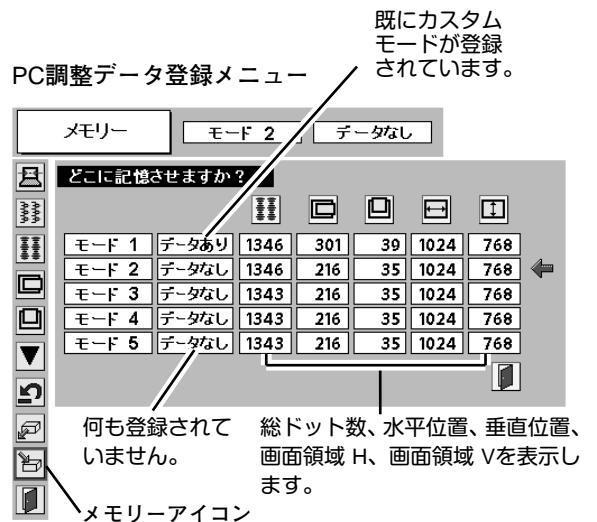 既にカスタム
モードが登録
されています。
PC調整データ登録メニュー
メモリー モード 2 データなし
どこに記憶させますか?
モード 1 データあり 1346 301 39 1024 768
モード 2 データなし 1346 216 35 1024 768
モード 3 データなし 1343 216 35 1024 768
モード 4 データなし 1343 216 35 1024 768
モード 5 データなし 1343 216 35 1024 768
何も登録されて
いません。
総ドット数、水平位置、垂直位置、
画面領域 H、画面領域 Vを表示し
ます。
メモリーアイコン